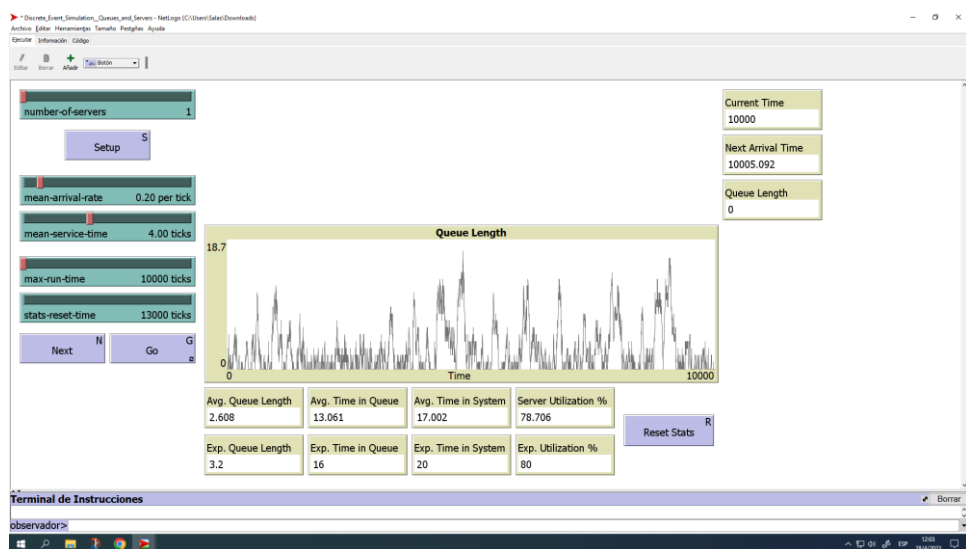 * Discrete_Event_Simulation__Queues_and_Servers - NetLogo {C:\Users\Salas\Downloads}
Archivo Editar Herramientas Tamaño Pestañas Ayuda
Ejecutar Información Código
Editar Borrar Añadir Botón
number-of-servers 1
Setup S
mean-arrival-rate 0.20 per tick
mean-service-time 4.00 ticks
max-run-time 10000 ticks
stats-reset-time 13000 ticks
Next N
Go G
Current Time
10000
Next Arrival Time
10005.092
Queue Length
0
Queue Length
18.7
0
0 Time 10000
Avg. Queue Length Avg. Time in Queue Avg. Time in System Server Utilization %
2.608 13.061 17.002 78.706
Exp. Queue Length Exp. Time in Queue Exp. Time in System Exp. Utilization %
3.2 16 20 80
Reset Stats R
Terminal de Instrucciones Borrar
observador>
ESP 12:03